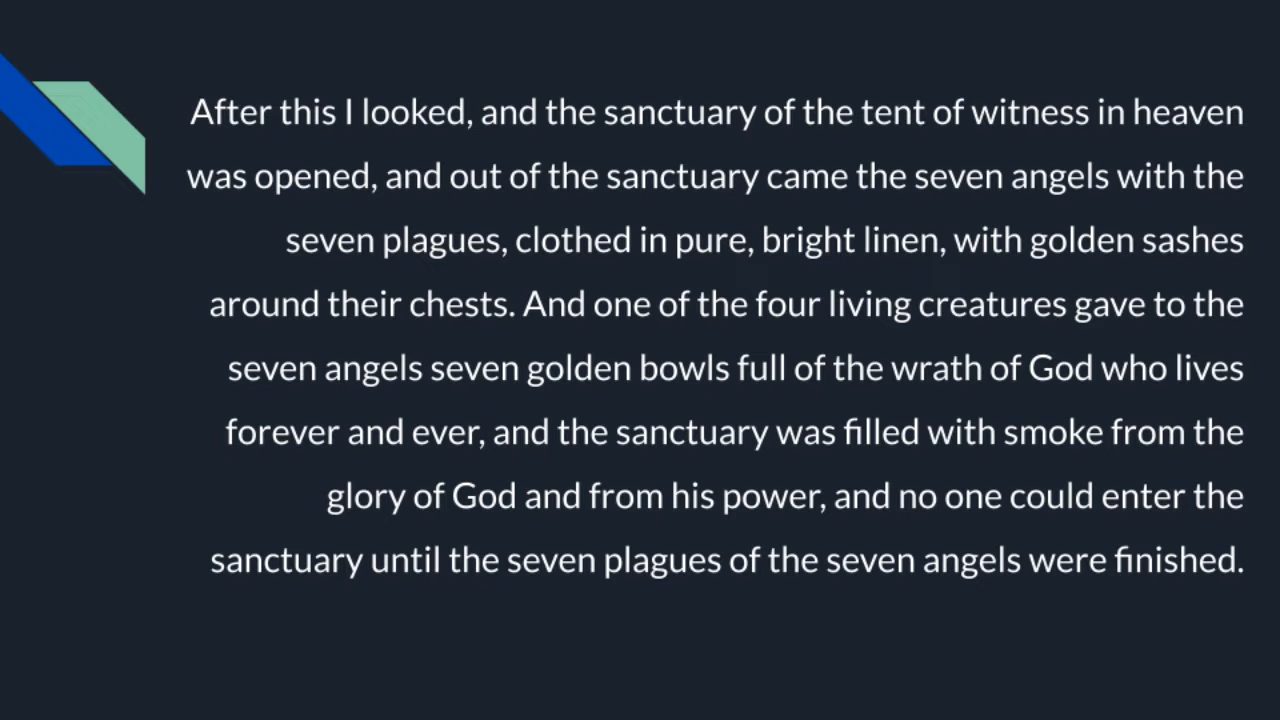 After this I looked, and the sanctuary of the tent of witness in heaven
was opened, and out of the sanctuary came the seven angels with the
seven plagues, clothed in pure, bright linen, with golden sashes
around their chests. And one of the four living creatures gave to the
seven angels seven golden bowls full of the wrath of God who lives
forever and ever, and the sanctuary was filled with smoke from the
glory of God and from his power, and no one could enter the
sanctuary until the seven plagues of the seven angels were finished.